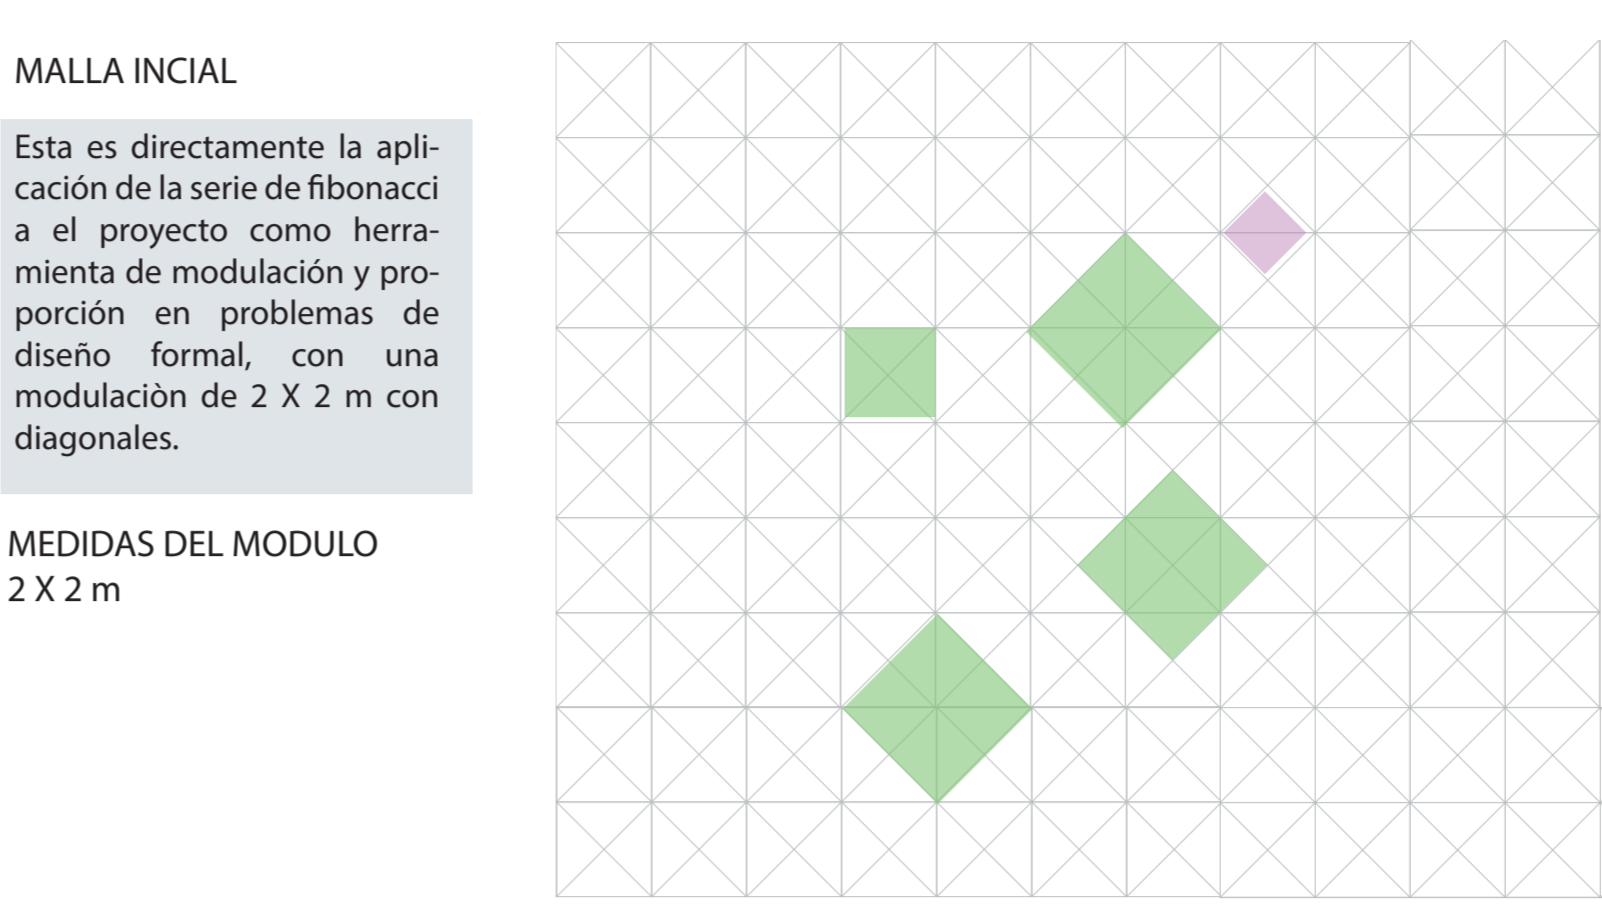 MALLA INCIAL
Esta es directamente la apli-
cación de la serie de fibonacci
a el proyecto como herra-
mienta de modulación y pro-
porción en problemas de
diseño formal, con una
modulaciòn de 2 X 2 m con
diagonales.
MEDIDAS DEL MODULO
2 X 2 m